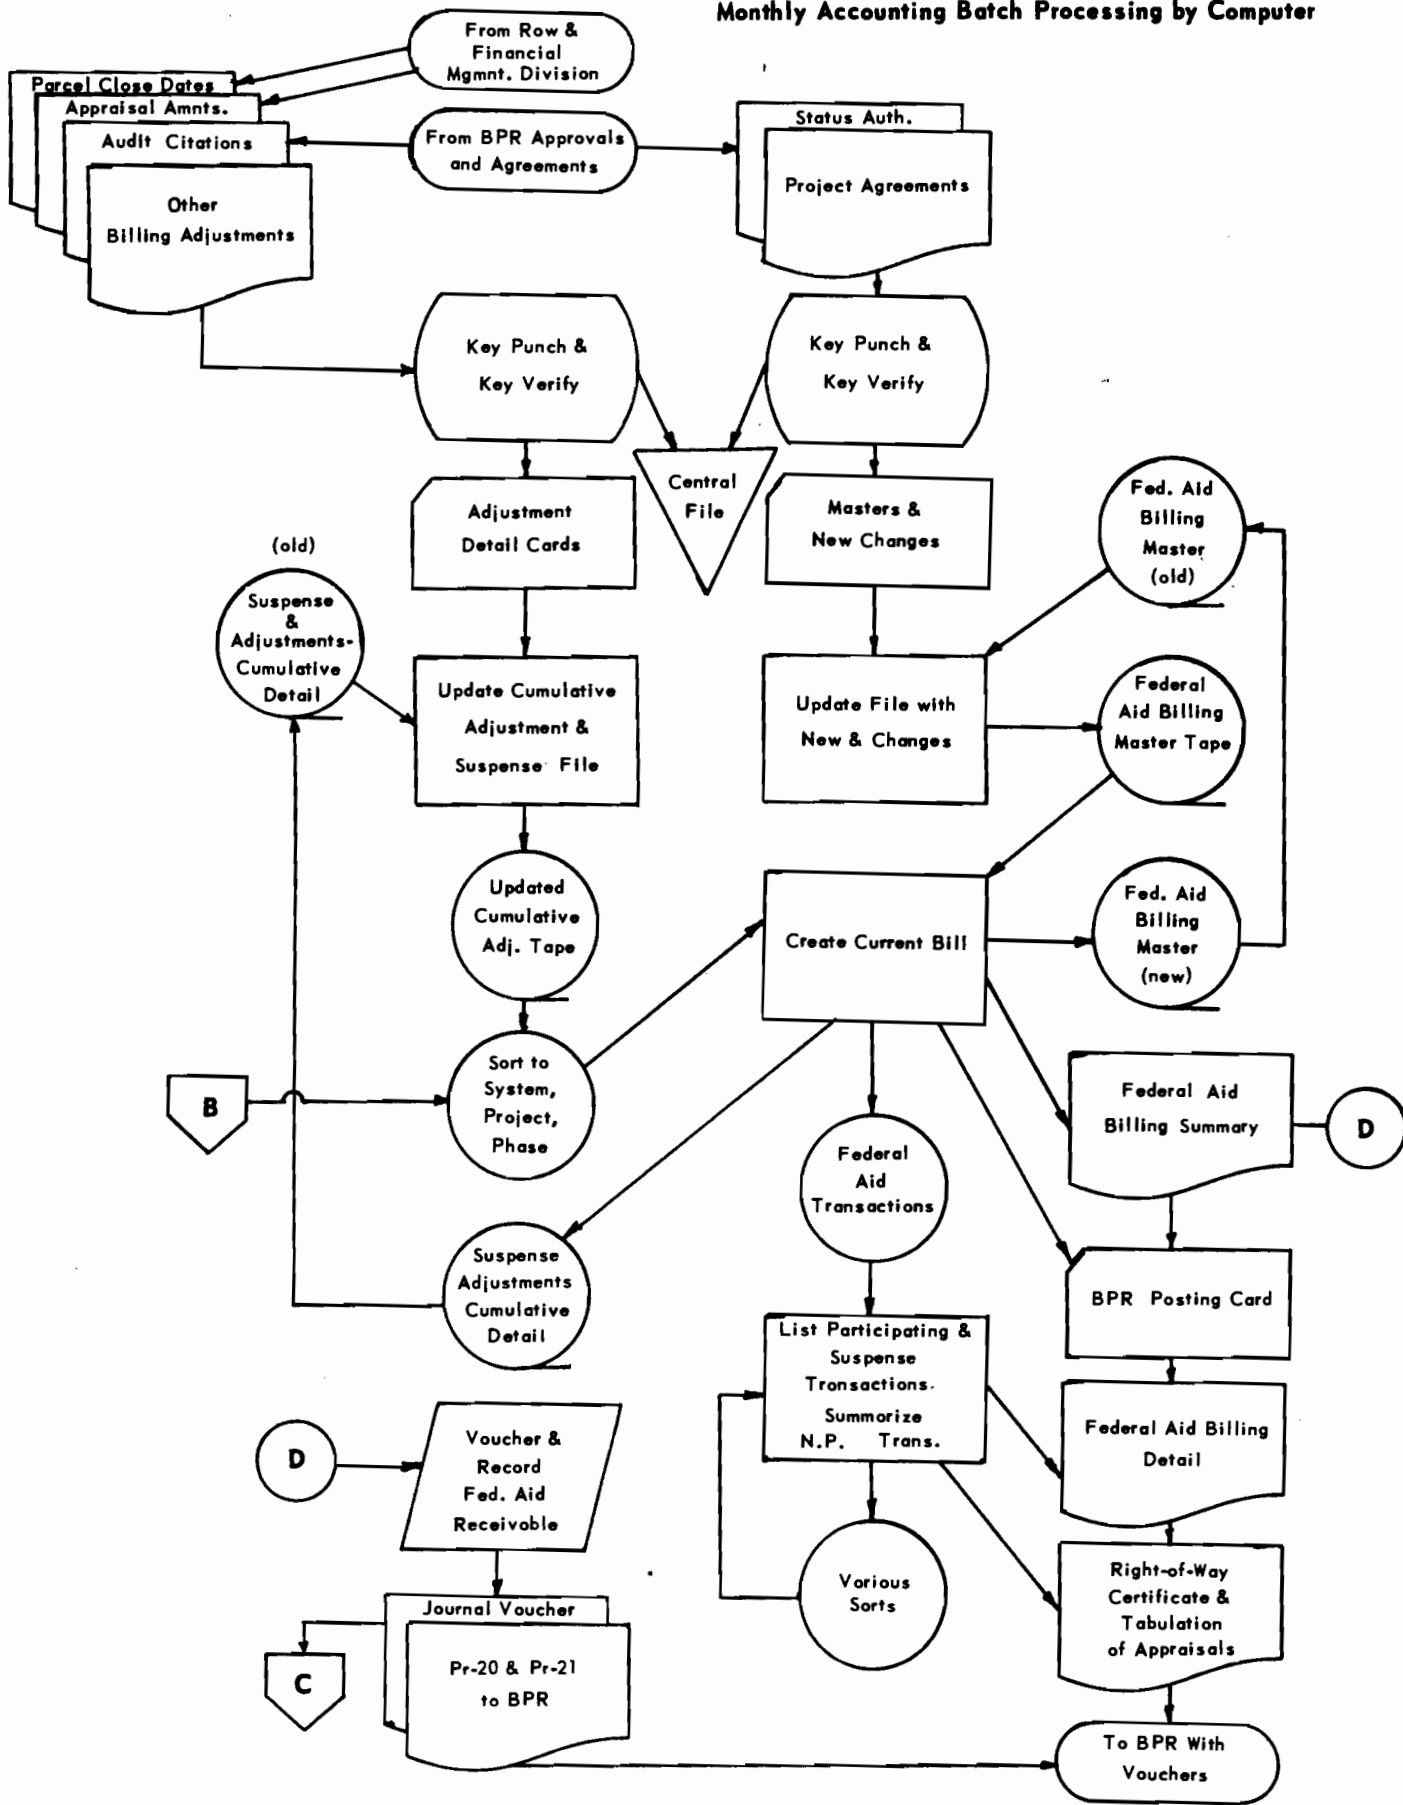 Monthly Accounting Batch Processing by Computer
From Row &
Financial
Mgmnt. Division
Parcel Close Dates
Appraisal Amnts.
Audit Citations
Other
Billing Adjustments
From BPR Approvals
and Agreements
Status Auth.
Project Agreements
Key Punch &
Key Verify
Key Punch &
Key Verify
Central
File
Adjustment
Detail Cards
Masters &
New Changes
Fed. Aid
Billing
Master
(old)
(old)
Suspense
&
Adjustments-
Cumulative
Detail
Update Cumulative
Adjustment &
Suspense File
Update File with
New & Changes
Federal
Aid Billing
Master Tape
Updated
Cumulative
Adj. Tape
Create Current Bill
Fed. Aid
Billing
Master
(new)
B
Sort to
System,
Project,
Phase
Federal Aid
Billing Summary
D
Federal
Aid
Transactions
Suspense
Adjustments
Cumulative
Detail
BPR Posting Card
List Participating &
Suspense
Tronsactions.
Summorize
N.P. Trans.
Federal Aid Billing
Detail
D
Voucher &
Record
Fed. Aid
Receivoble
Vorious
Sorts
Right-of-Way
Certificate &
Tabulation
of Appraisals
Journal Voucher
C
Pr-20 & Pr-21
to BPR
To BPR With
Vouchers